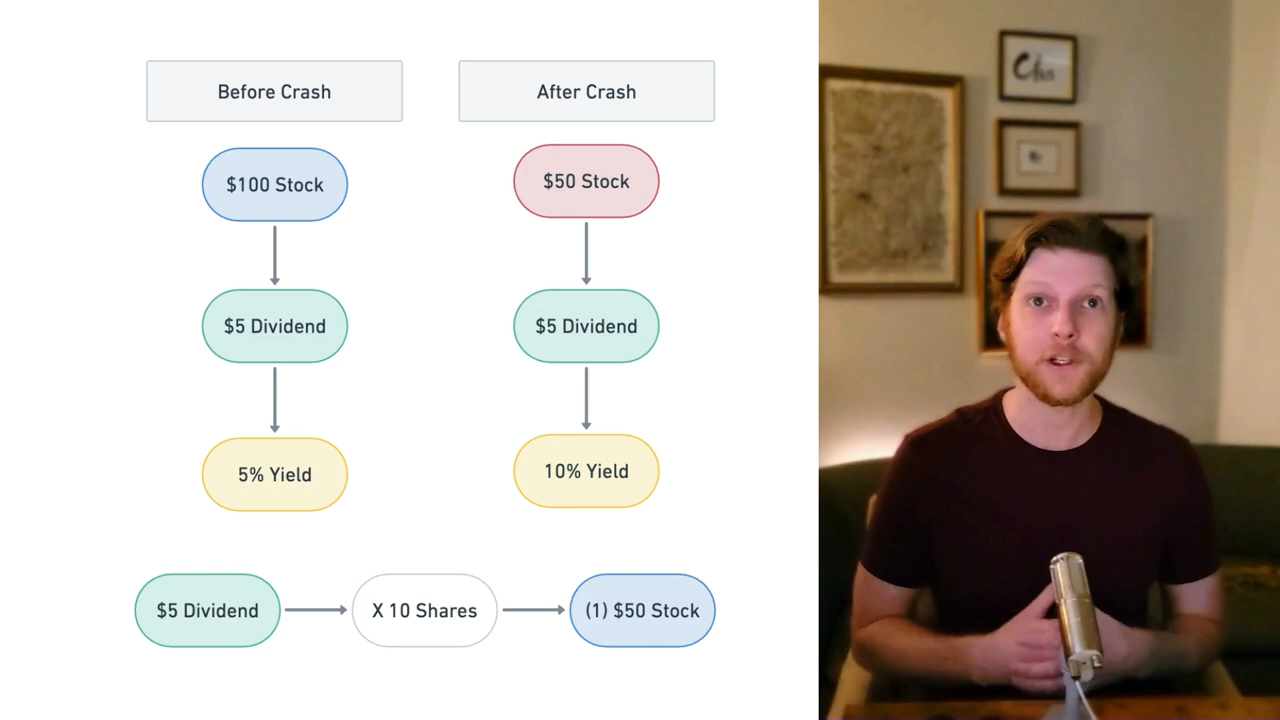 Before Crash
After Crash
$100 Stock
$50 Stock
$5 Dividend
$5 Dividend
5% Yield
10% Yield
$5 Dividend
X 10 Shares
(1) $50 Stock